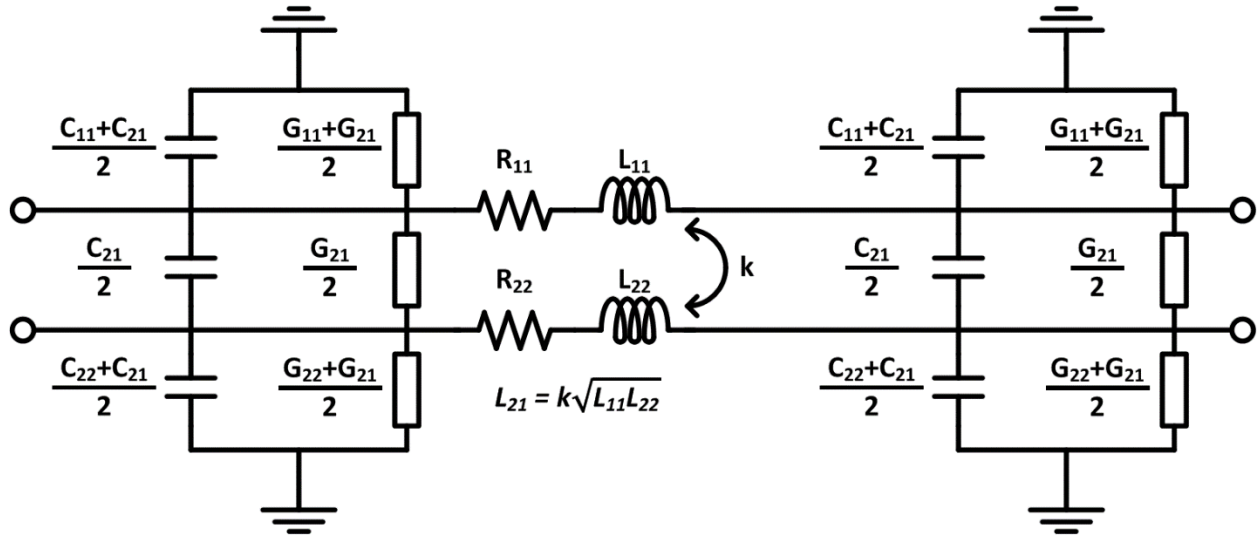 C₁₁+C₂₁
2
G₁₁+G₂₁
2
R₁₁
L₁₁
C₁₁+C₂₁
2
G₁₁+G₂₁
2
C₂₁
2
G₂₁
2
k
C₂₁
2
G₂₁
2
R₂₂
L₂₂
C₂₂+C₂₁
2
G₂₂+G₂₁
2
L₂₁ = k√L₁₁L₂₂
C₂₂+C₂₁
2
G₂₂+G₂₁
2